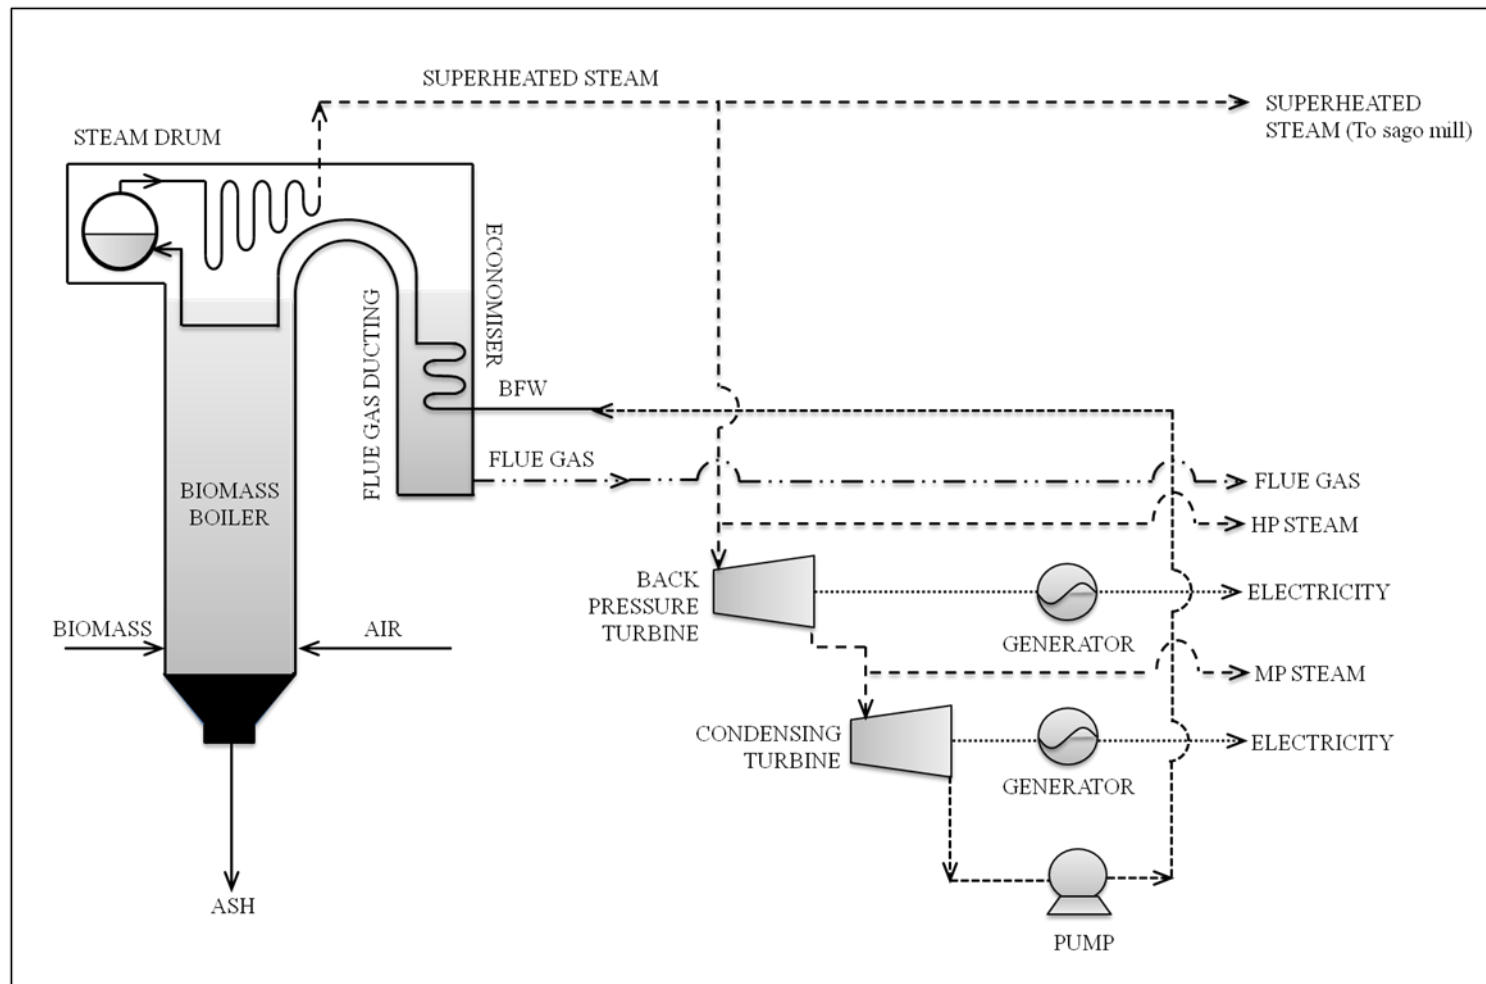 SUPERHEATED STEAM
SUPERHEATED
STEAM (To sago mill)
STEAM DRUM
ECONOMISER
FLUE GAS DUCTING
BFW
FLUE GAS
FLUE GAS
HP STEAM
BIOMASS
BOILER
BACK
PRESSURE
TURBINE
GENERATOR
ELECTRICITY
BIOMASS
AIR
MP STEAM
CONDENSING
TURBINE
GENERATOR
ELECTRICITY
ASH
PUMP